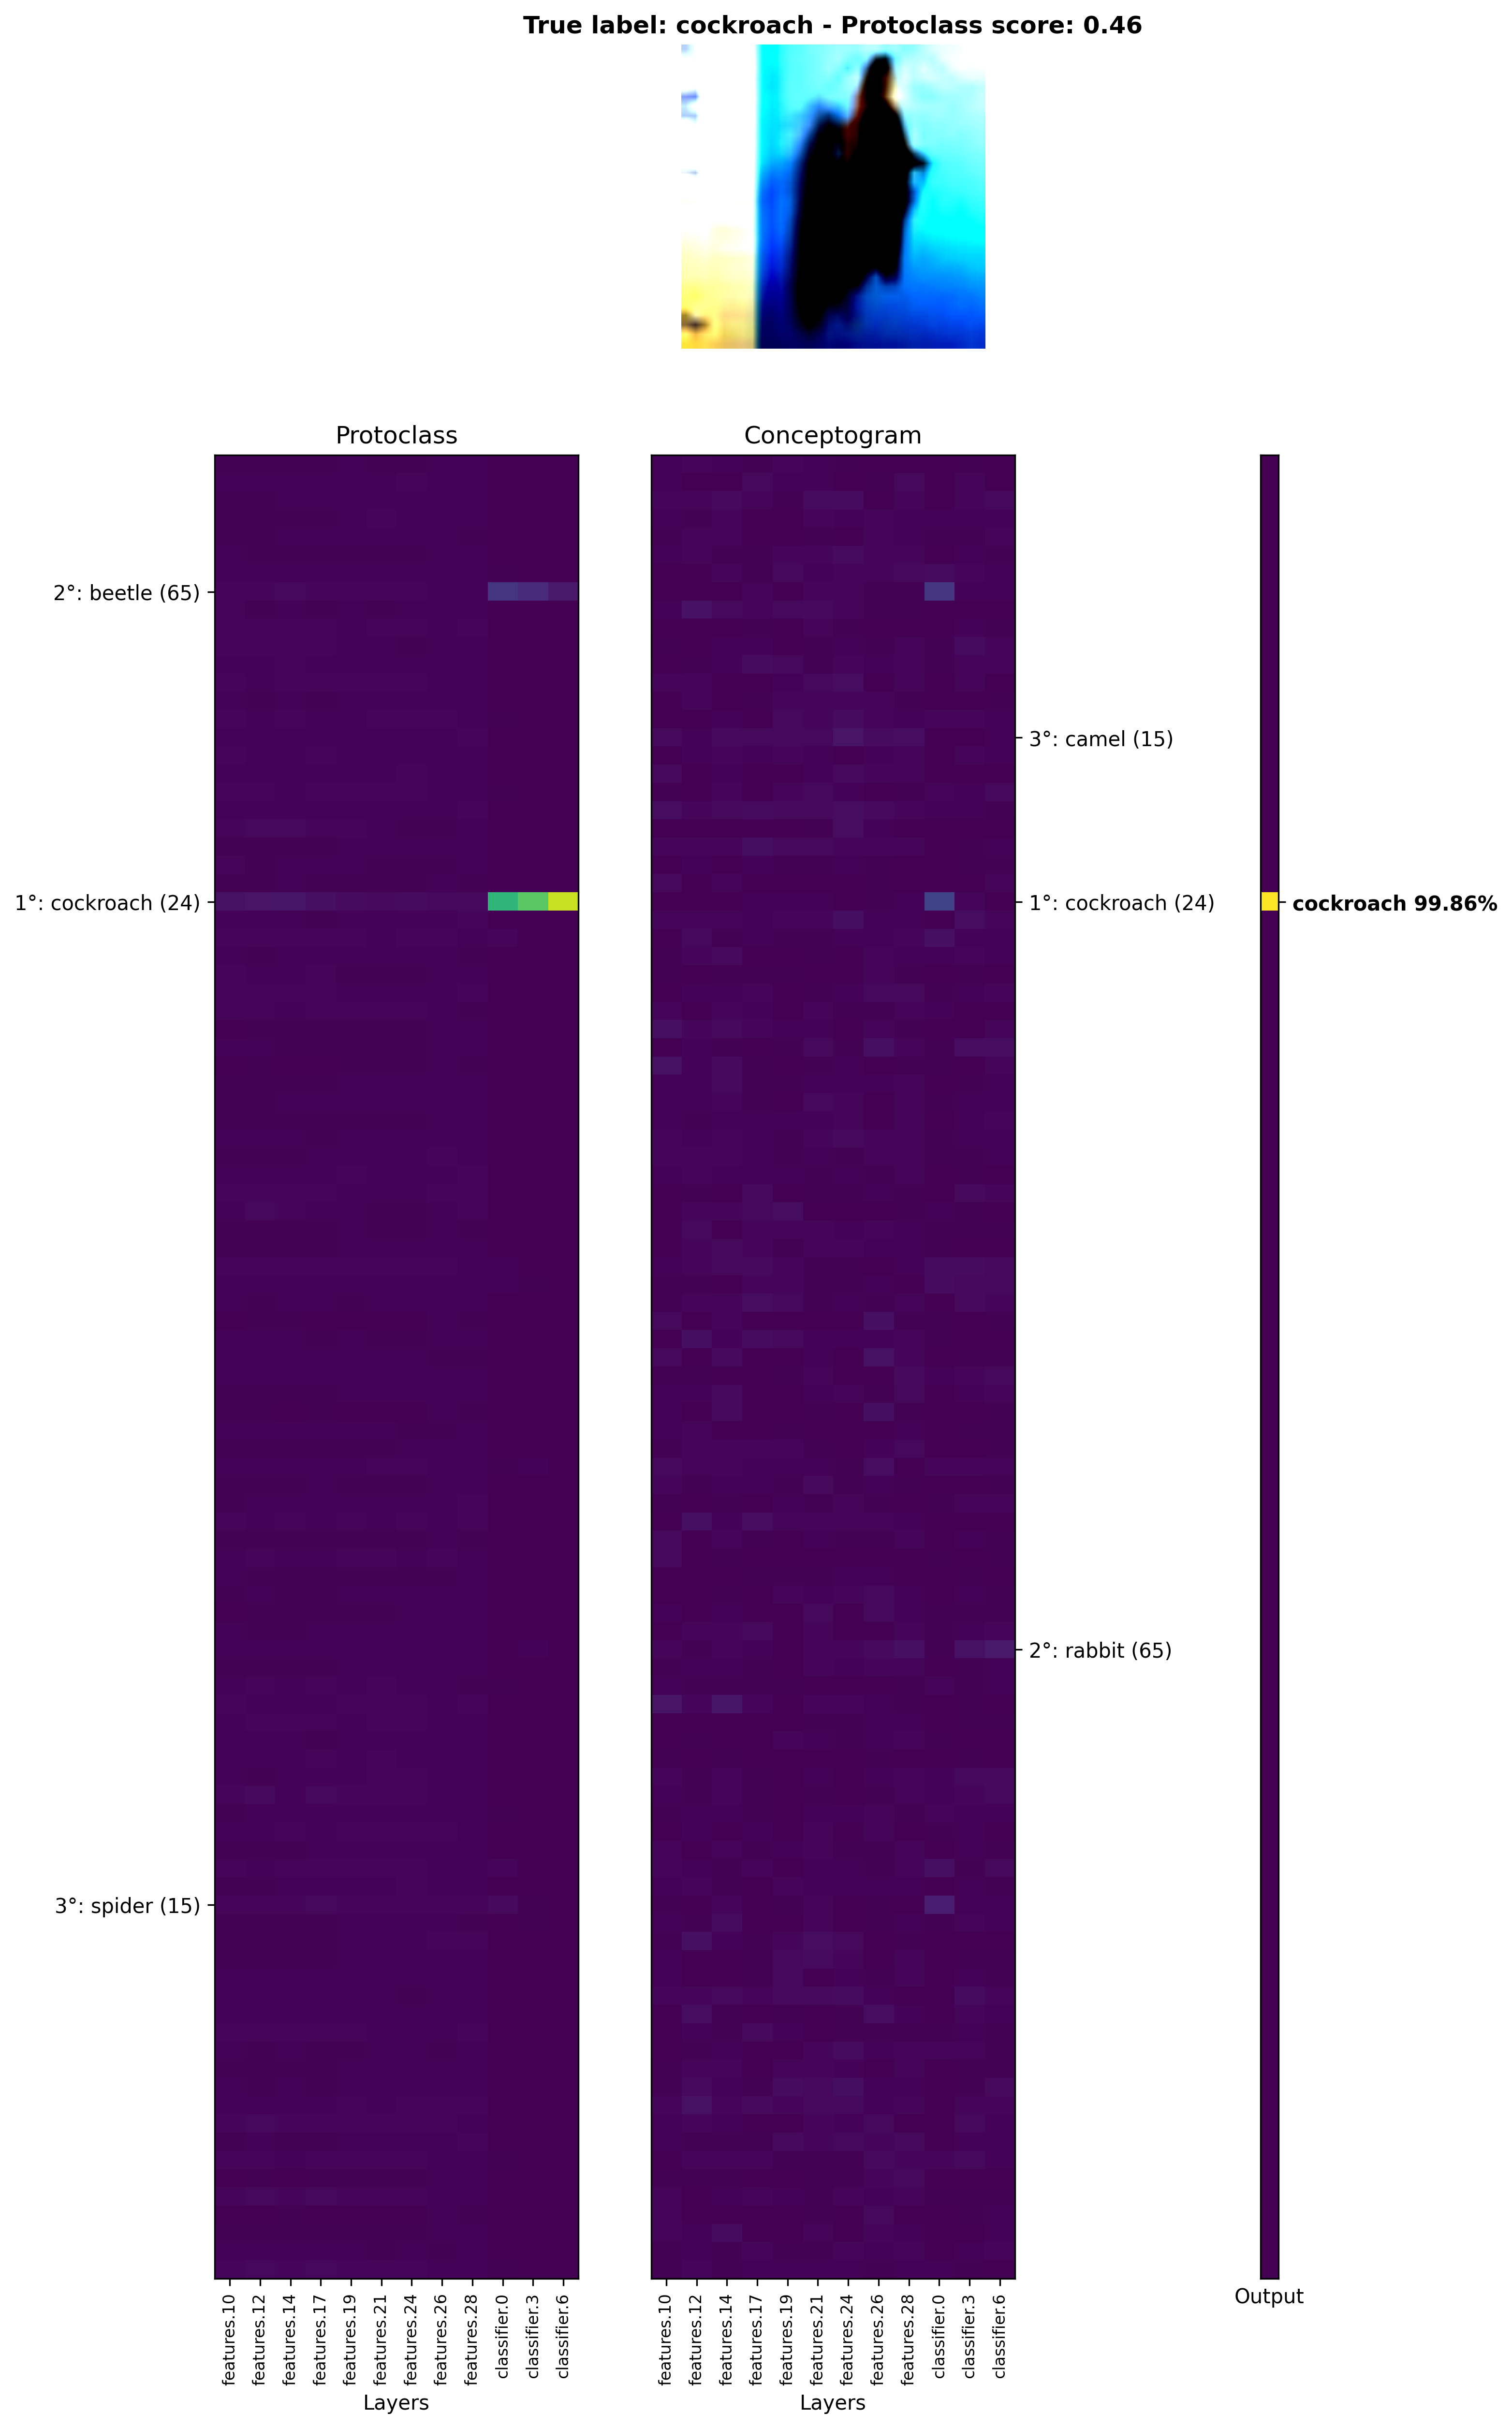 True label: cockroach - Protoclass score: 0.46
Protoclass
Conceptogram
2°: beetle (65)
3°: camel (15)
1°: cockroach (24)
1°: cockroach (24)
cockroach 99.86%
2°: rabbit (65)
3°: spider (15)
features.10
features.12
features.14
features.17
features.19
features.21
features.24
features.26
features.28
classifier.0
classifier.3
classifier.6
Layers
features.10
features.12
features.14
features.17
features.19
features.21
features.24
features.26
features.28
classifier.0
classifier.3
classifier.6
Layers
Output